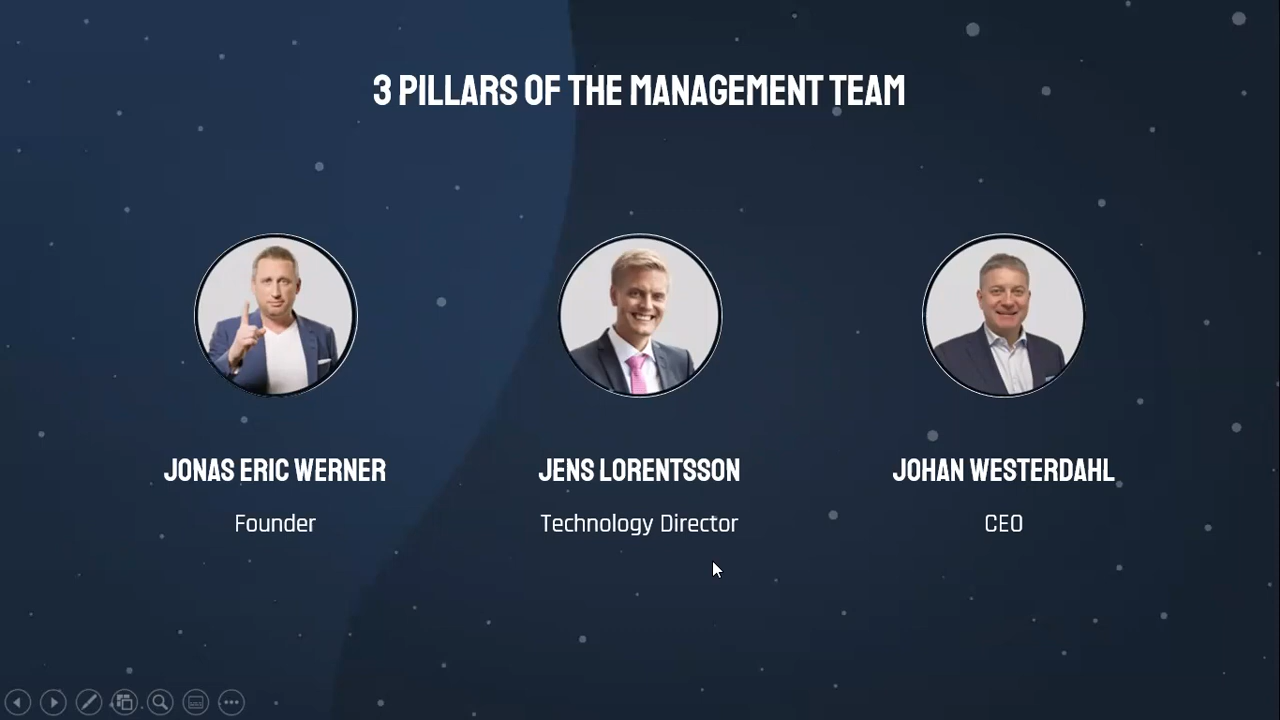 3 PILLARS OF THE MANAGEMENT TEAM
JONAS ERIC WERNER
Founder
JENS LORENTSSON
Technology Director
JOHAN WESTERDAHL
CEO